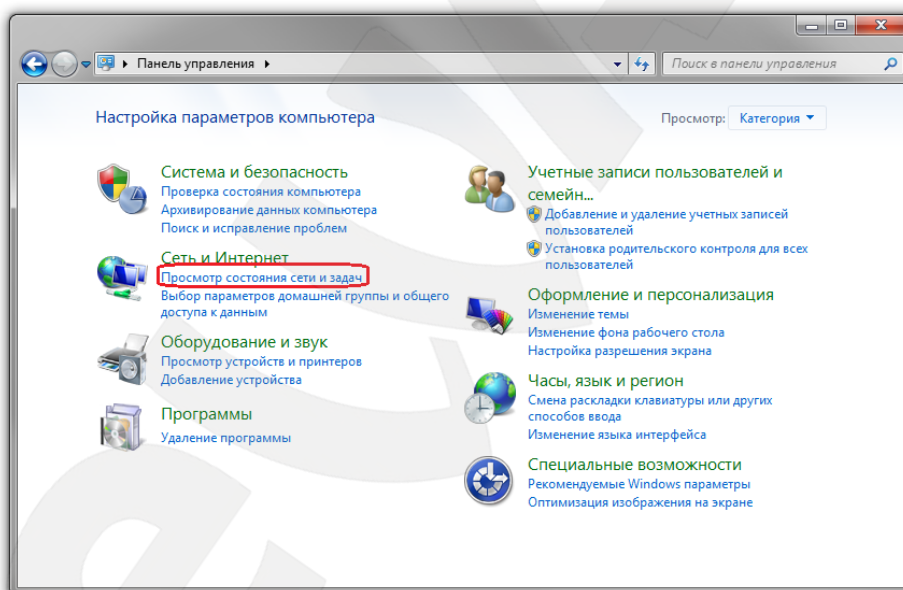 Панель управления
Поиск в панели управления
Настройка параметров компьютера
Просмотр: Категория
Система и безопасность
Проверка состояния компьютера
Архивирование данных компьютера
Поиск и исправление проблем
Сеть и Интернет
Просмотр состояния сети и задач
Выбор параметров домашней группы и общего
доступа к данным
Оборудование и звук
Просмотр устройств и принтеров
Добавление устройства
Программы
Удаление программы
Учетные записи пользователей и
семейн...
Добавление и удаление учетных записей
пользователей
Установка родительского контроля для всех
пользователей
Оформление и персонализация
Изменение темы
Изменение фона рабочего стола
Настройка разрешения экрана
Часы, язык и регион
Смена раскладки клавиатуры или других
способов ввода
Изменение языка интерфейса
Специальные возможности
Рекомендуемые Windows параметры
Оптимизация изображения на экране